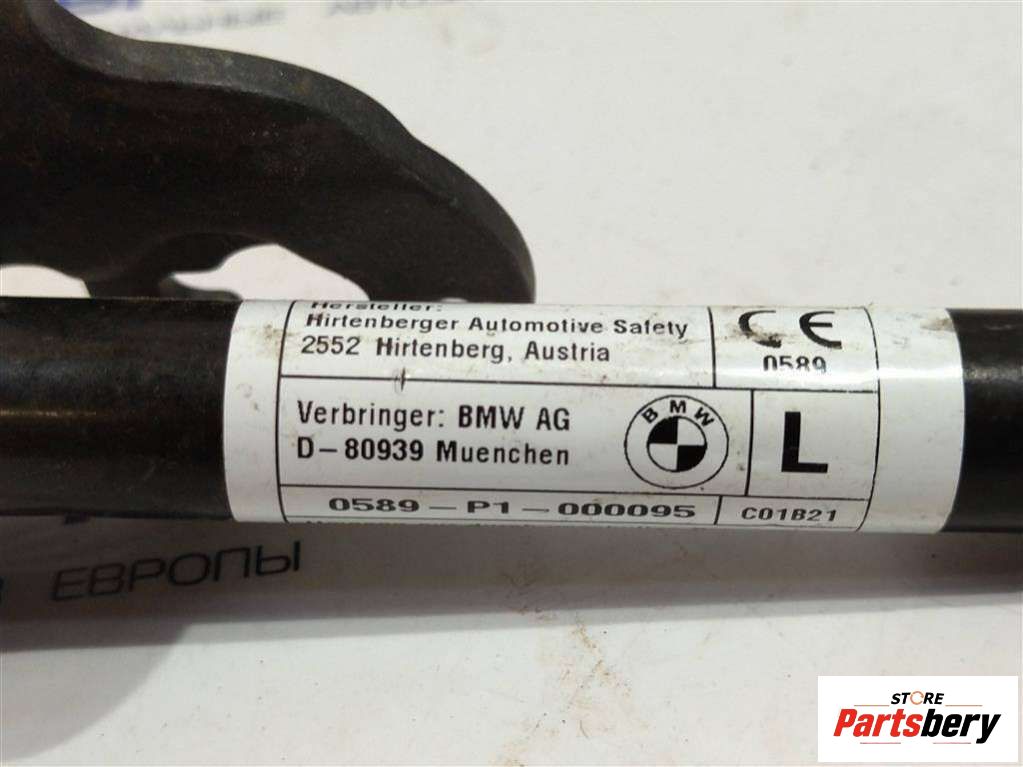 Hersteller:
Hirtenberger Automotive Safety
2552 Hirtenberg, Austria
CE
0589
Verbringer: BMW AG
D-80939 Muenchen
BMW
L
0589-P1-000095
C01B21
ЕВРОПЫ
STORE
Partsbery